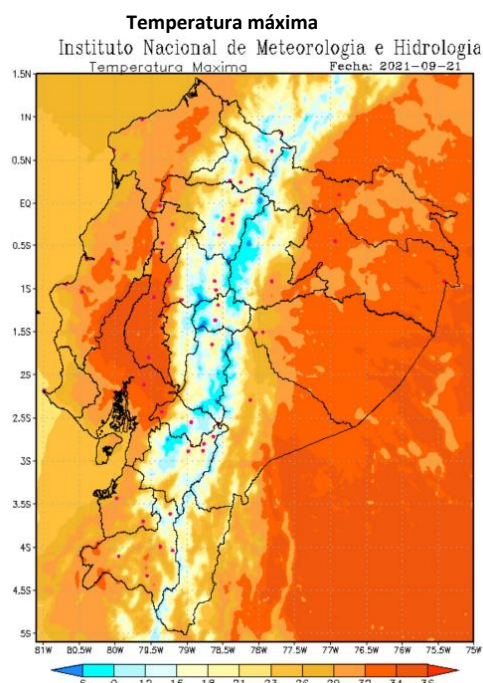 Temperatura máxima
Instituto Nacional de Meteorologia e Hidrologia
Temperatura Maxima Fecha: 2021-09-21
1.5N
1N
0.5N
EQ
0.5S
1S
1.5S
2S
2.5S
3S
3.5S
4S
4.5S
5S
81W 80.5W 80W 79.5W 79W 78.5W 78W 77.5W 77W 76.5W 76W 75.5W 75W
6 9 12 16 18 22 26 29 32 34 36